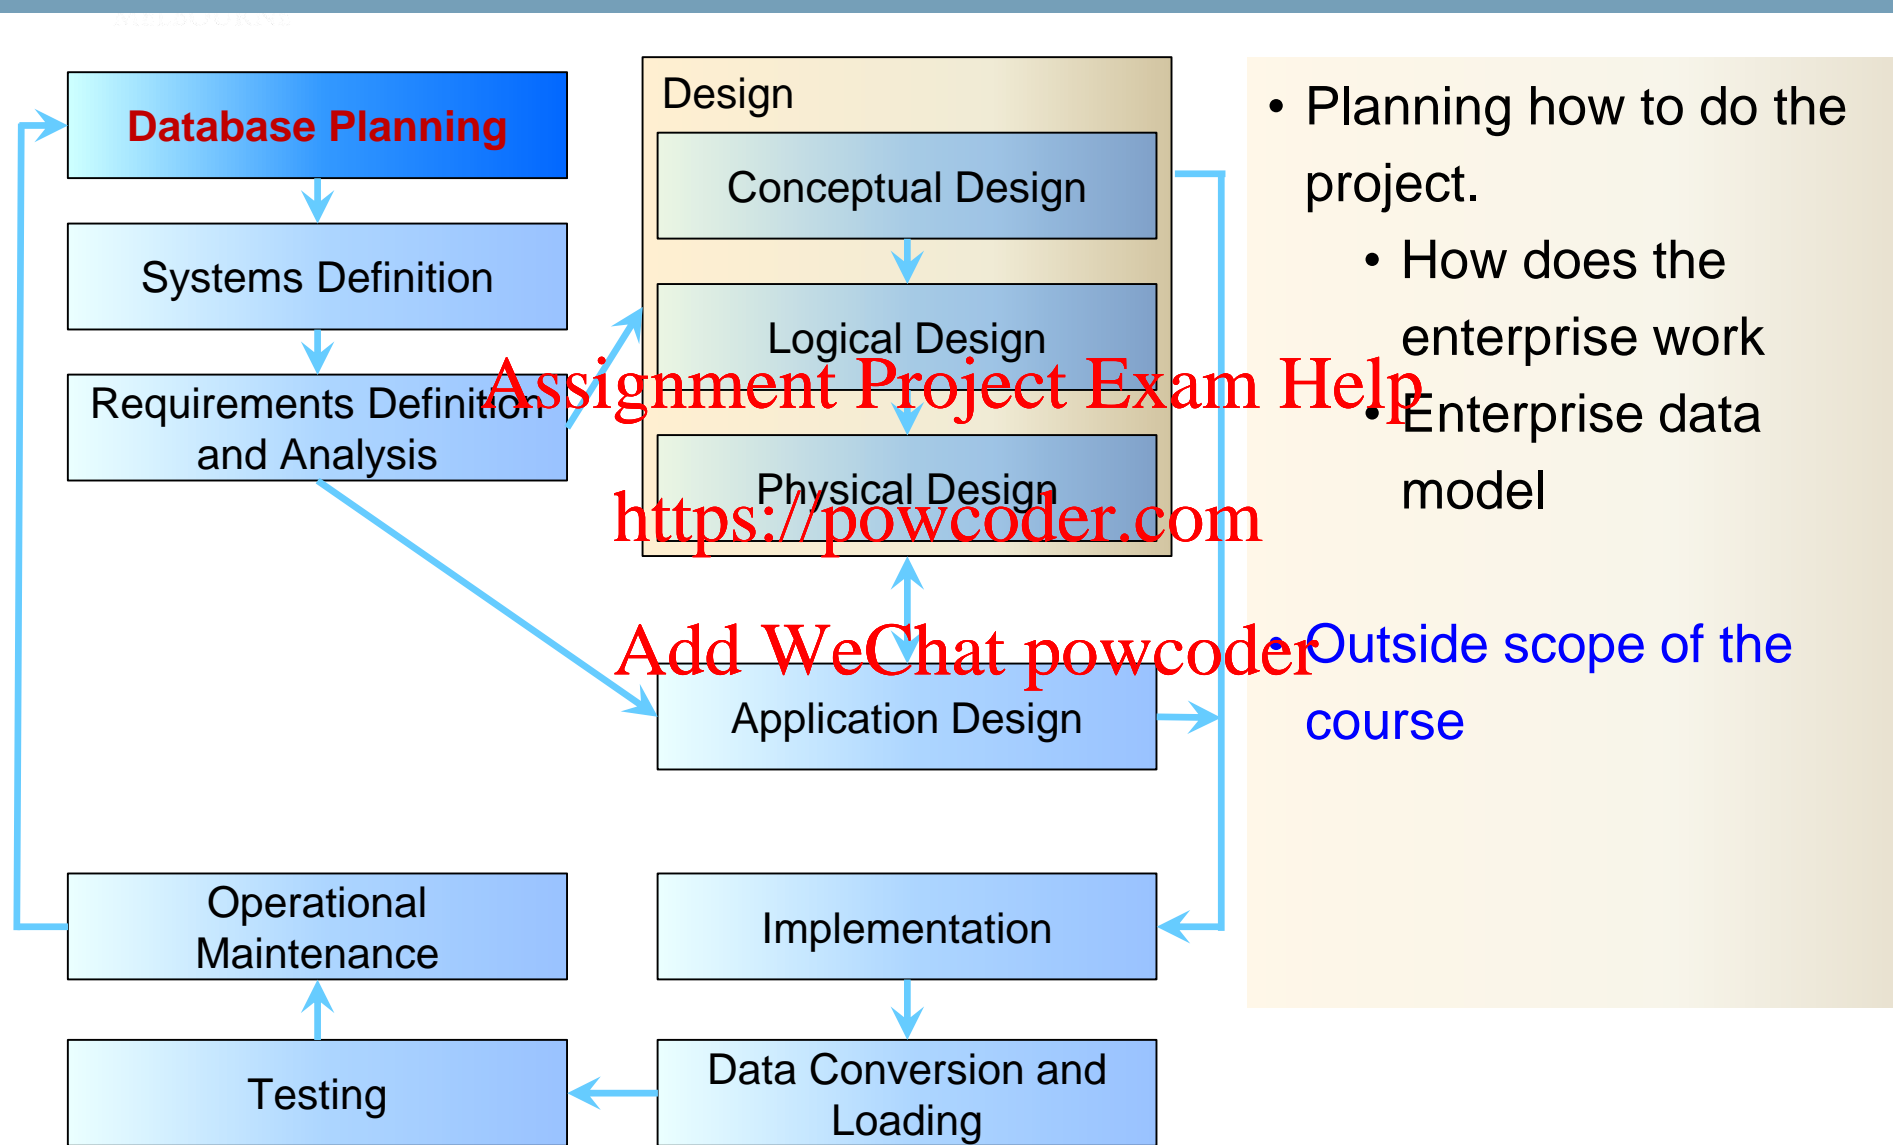 Database Planning
Systems Definition
Requirements Definition
and Analysis
Design
Conceptual Design
Logical Design
Physical Design
Application Design
Implementation
Data Conversion and
Loading
Testing
Operational
Maintenance
• Planning how to do the
project.
• How does the
enterprise work
• Enterprise data
model
• Outside scope of the
course
Assignment Project Exam Help
https://powcoder.com
Add WeChat powcoder